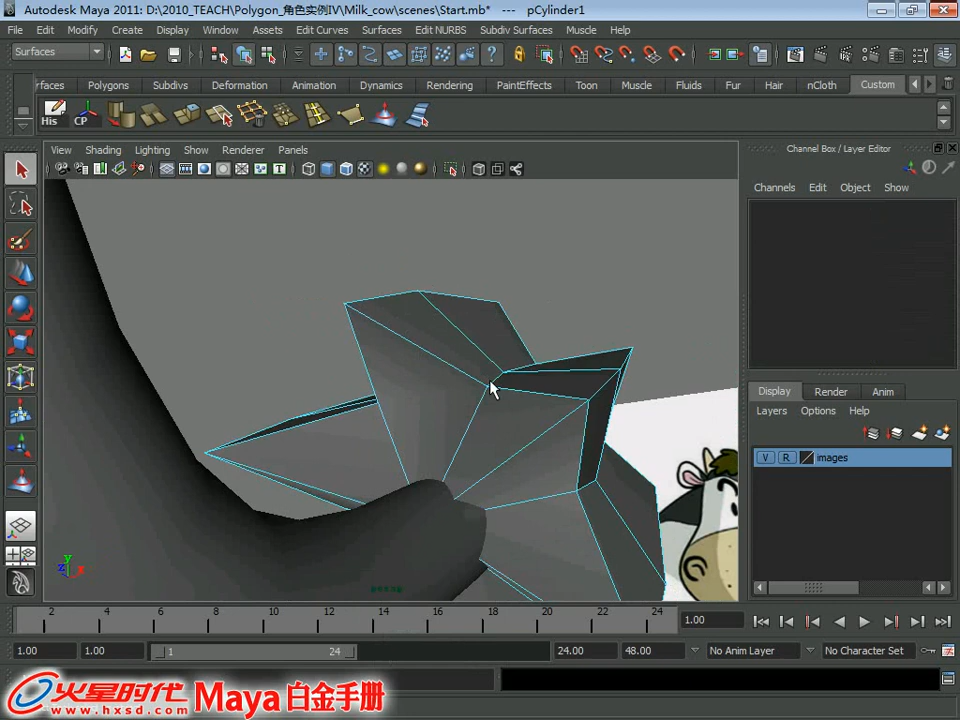 Autodesk Maya 2011: D:\2010_TEACH\Polygon_角色实例IV\Milk_cow\scenes\Start.mb* --- pCylinder1
File Edit Modify Create Display Window Assets Edit Curves Surfaces Edit NURBS Subdiv Surfaces Muscle Help
Surfaces
rfaces Polygons Subdivs Deformation Animation Dynamics Rendering PaintEffects Toon Muscle Fluids Fur Hair nCloth Custom
His CP
View Shading Lighting Show Renderer Panels
Channel Box / Layer Editor
Channels Edit Object Show
Display Render Anim
Layers Options Help
V R images
y z x
2 4 6 8 10 12 14 16 18 20 22 24
1.00
1.00 1.00 1 24 24.00 48.00 No Anim Layer No Character Set
火星时代 Maya 白金手册
www.hxsd.com